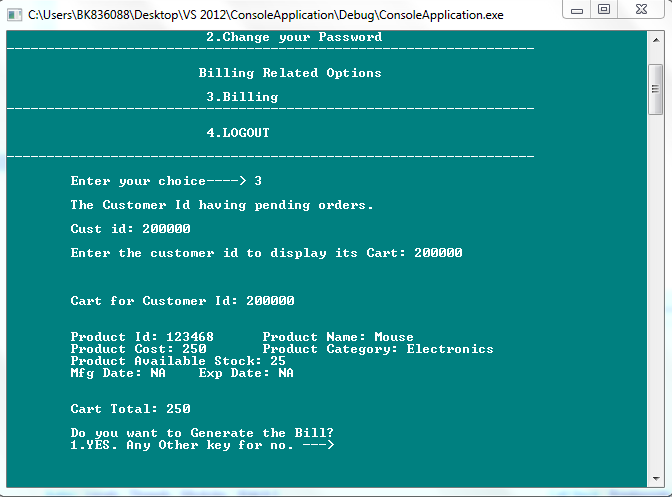 C:\Users\BK836088\Desktop\VS 2012\ConsoleApplication\Debug\ConsoleApplication.exe
2.Change your Password
Billing Related Options
3.Billing
4.LOGOUT
Enter your choice----> 3
The Customer Id having pending orders.
Cust id: 200000
Enter the customer id to display its Cart: 200000
Cart for Customer Id: 200000
Product Id: 123468 Product Name: Mouse
Product Cost: 250 Product Category: Electronics
Product Available Stock: 25
Mfg Date: NA Exp Date: NA
Cart Total: 250
Do you want to Generate the Bill?
1.YES. Any Other key for no. --->